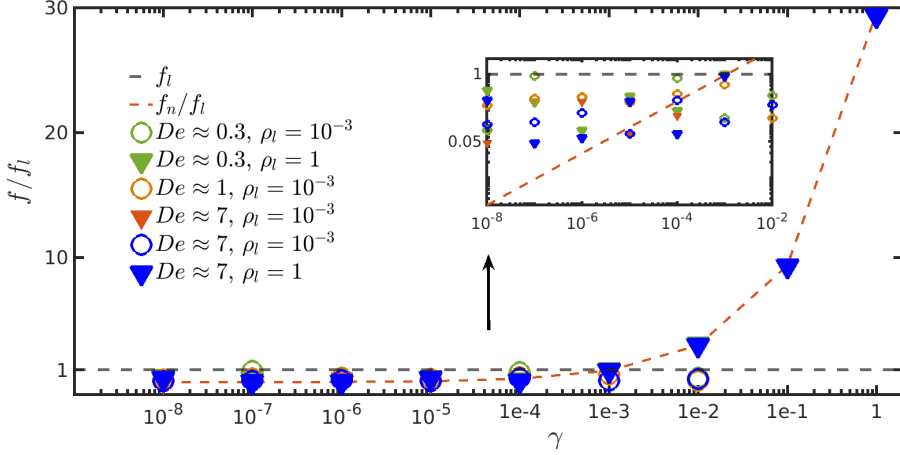 30
20
10
1
f/f_l
f_l
f_n/f_l
De ≈ 0.3, ρ_l = 10^-3
De ≈ 0.3, ρ_l = 1
De ≈ 1, ρ_l = 10^-3
De ≈ 7, ρ_l = 10^-3
De ≈ 7, ρ_l = 10^-3
De ≈ 7, ρ_l = 1
1
0.05
10^-8 10^-6 10^-4 10^-2
10^-8 10^-7 10^-6 10^-5 1e-4 1e-3 1e-2 1e-1 1
γ